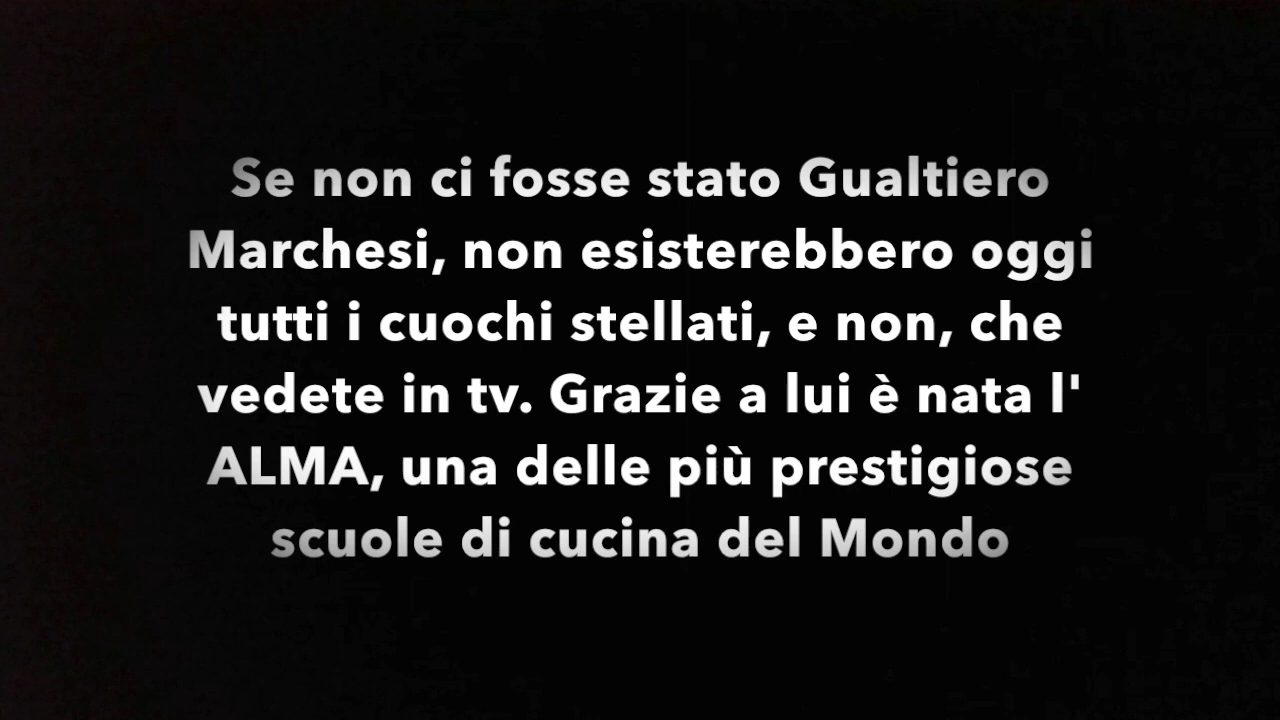 Se non ci fosse stato Gualtiero
Marchesi, non esisterebbero oggi
tutti i cuochi stellati, e non, che
vedete in tv. Grazie a lui è nata l'
ALMA, una delle più prestigiose
scuole di cucina del Mondo